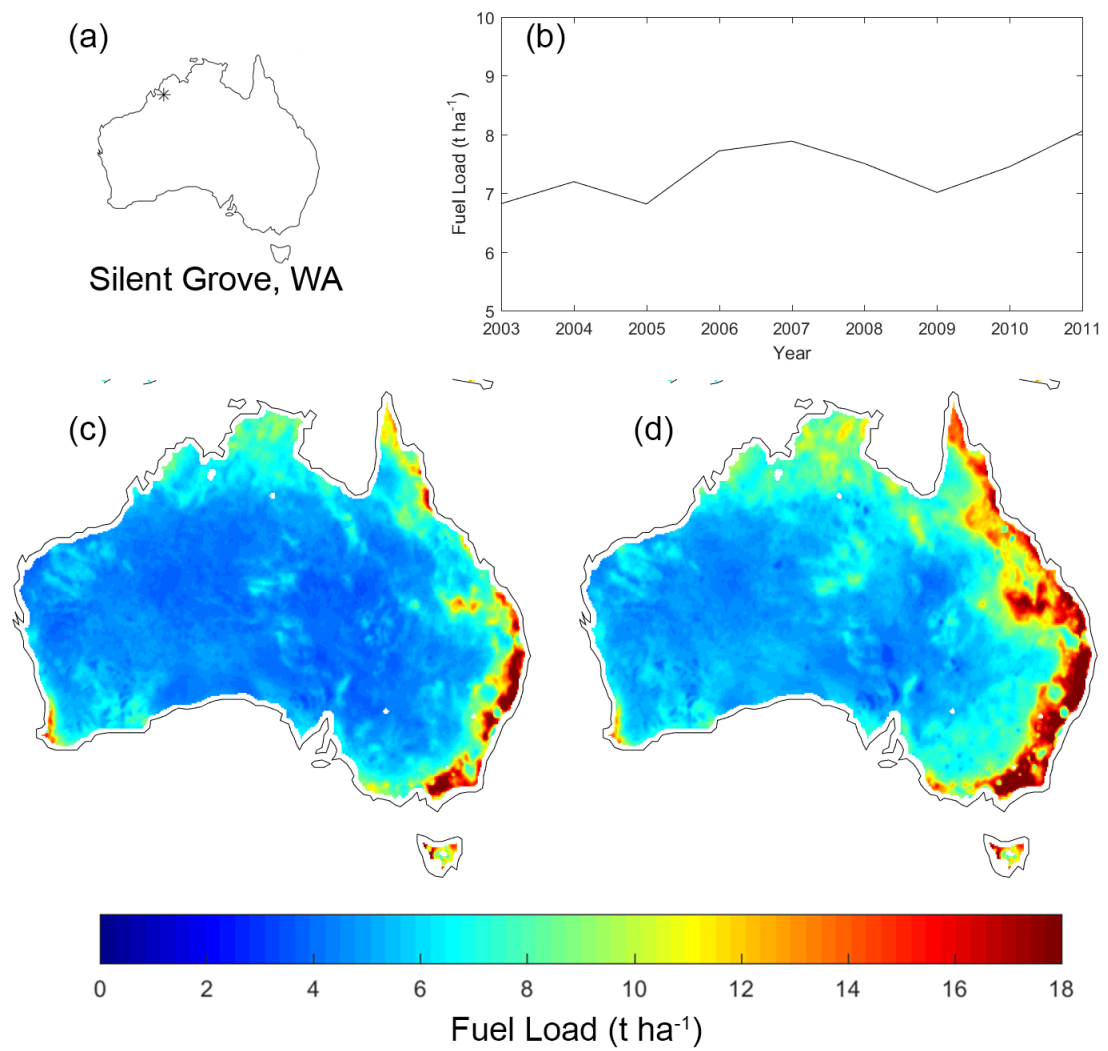 (a)
Silent Grove, WA
(b)
10
9
8
7
6
5
Fuel Load (t ha⁻¹)
2003 2004 2005 2006 2007 2008 2009 2010 2011
Year
(c)
(d)
0 2 4 6 8 10 12 14 16 18
Fuel Load (t ha⁻¹)